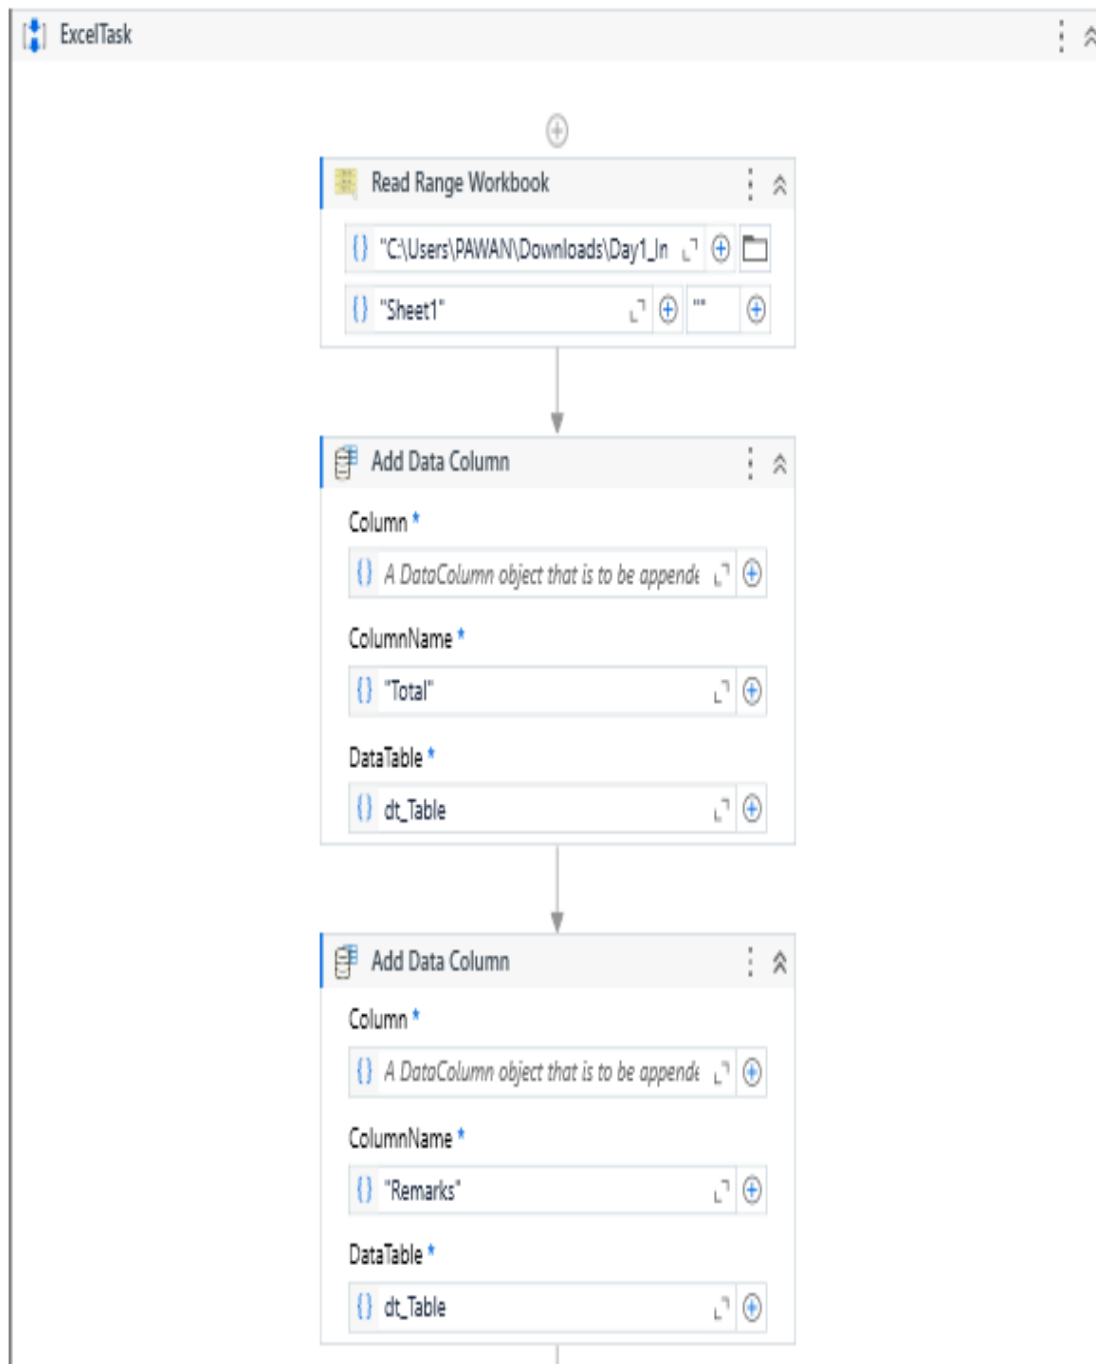 ExcelTask
Read Range Workbook
"C:\Users\PAWAN\Downloads\Day1_In
"Sheet1" ""
Add Data Column
Column *
A DataColumn object that is to be appende
ColumnName *
"Total"
DataTable *
dt_Table
Add Data Column
Column *
A DataColumn object that is to be appende
ColumnName *
"Remarks"
DataTable *
dt_Table